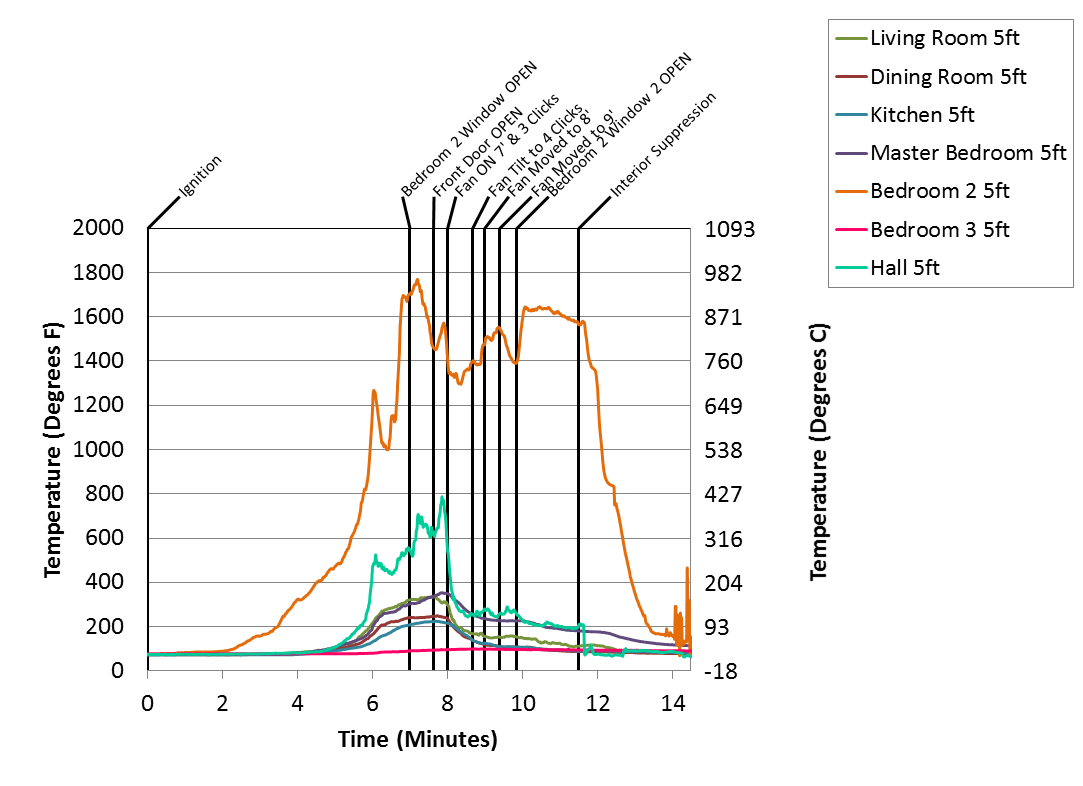 Living Room 5ft
Dining Room 5ft
Kitchen 5ft
Master Bedroom 5ft
Bedroom 2 5ft
Bedroom 3 5ft
Hall 5ft
Ignition
Bedroom 2 Window OPEN
Front Door OPEN
Fan ON 7' & 3 Clicks
Fan Tilt to 4 Clicks
Fan Moved to 8'
Fan Moved to 9'
Bedroom 2 Window 2 OPEN
Interior Suppression
2000
1800
1600
1400
1200
1000
800
600
400
200
0
Temperature (Degrees F)
1093
982
871
760
649
538
427
316
204
93
-18
Temperature (Degrees C)
0 2 4 6 8 10 12 14
Time (Minutes)